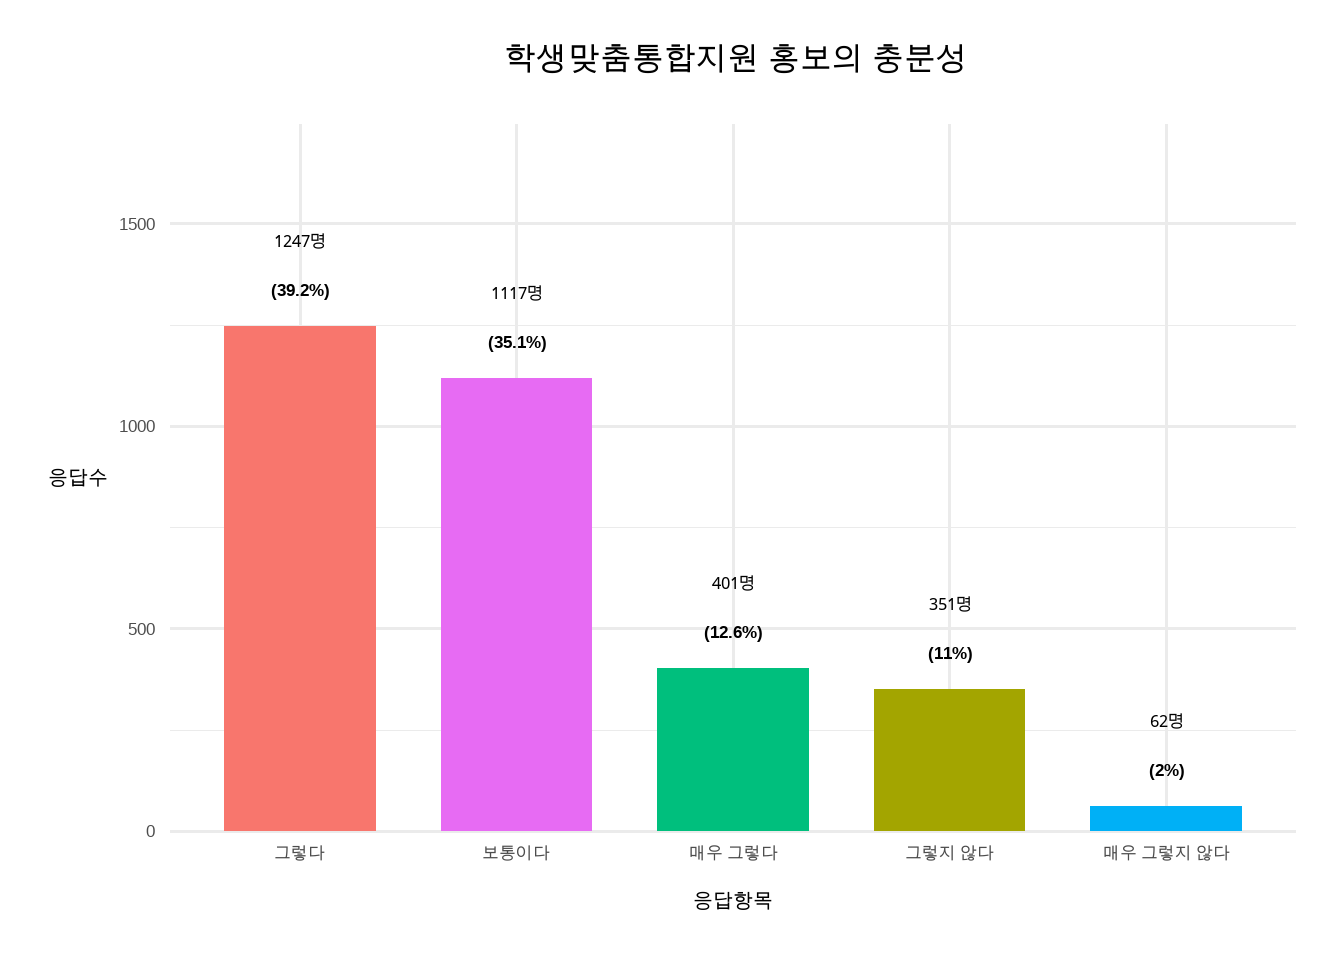 학생맞춤통합지원 홍보의 충분성
1500
1000
500
0
응답수
1247명
(39.2%)
1117명
(35.1%)
401명
(12.6%)
351명
(11%)
62명
(2%)
그렇다
보통이다
매우 그렇다
그렇지 않다
매우 그렇지 않다
응답항목